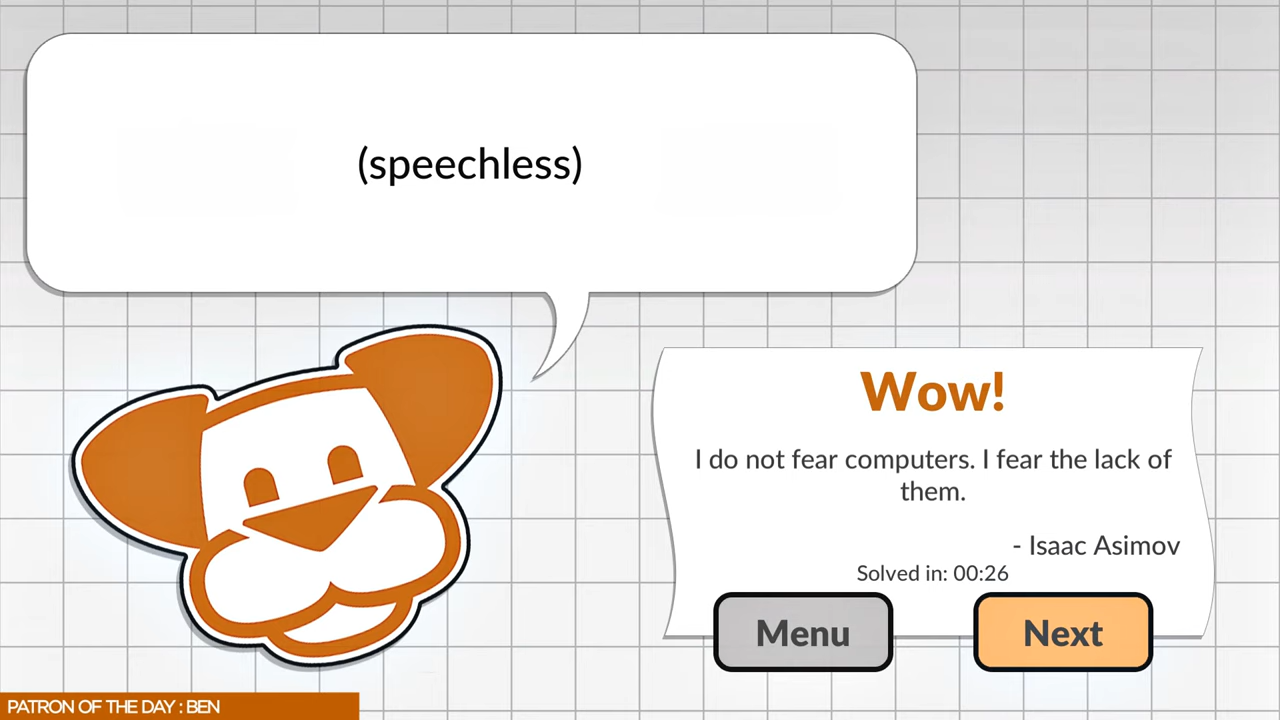 (speechless)
Wow!
I do not fear computers. I fear the lack of
them.
- Isaac Asimov
Solved in: 00:26
Menu
Next
PATRON OF THE DAY : BEN